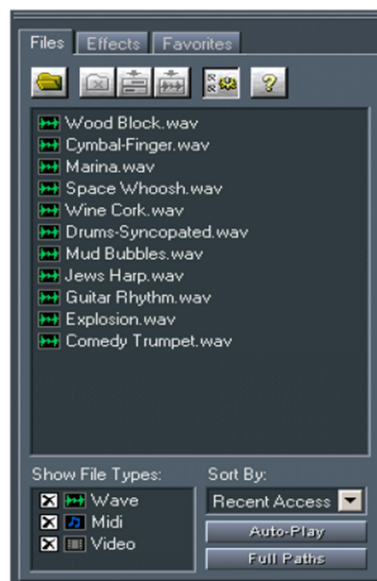 Files Effects Favorites
?
Wood Block.wav
Cymbal-Finger.wav
Marina.wav
Space Whoosh.wav
Wine Cork.wav
Drums-Syncopated.wav
Mud Bubbles.wav
Jews Harp.wav
Guitar Rhythm.wav
Explosion.wav
Comedy Trumpet.wav
Show File Types: Sort By:
Wave Recent Access
Midi Auto-Play
Video Full Paths